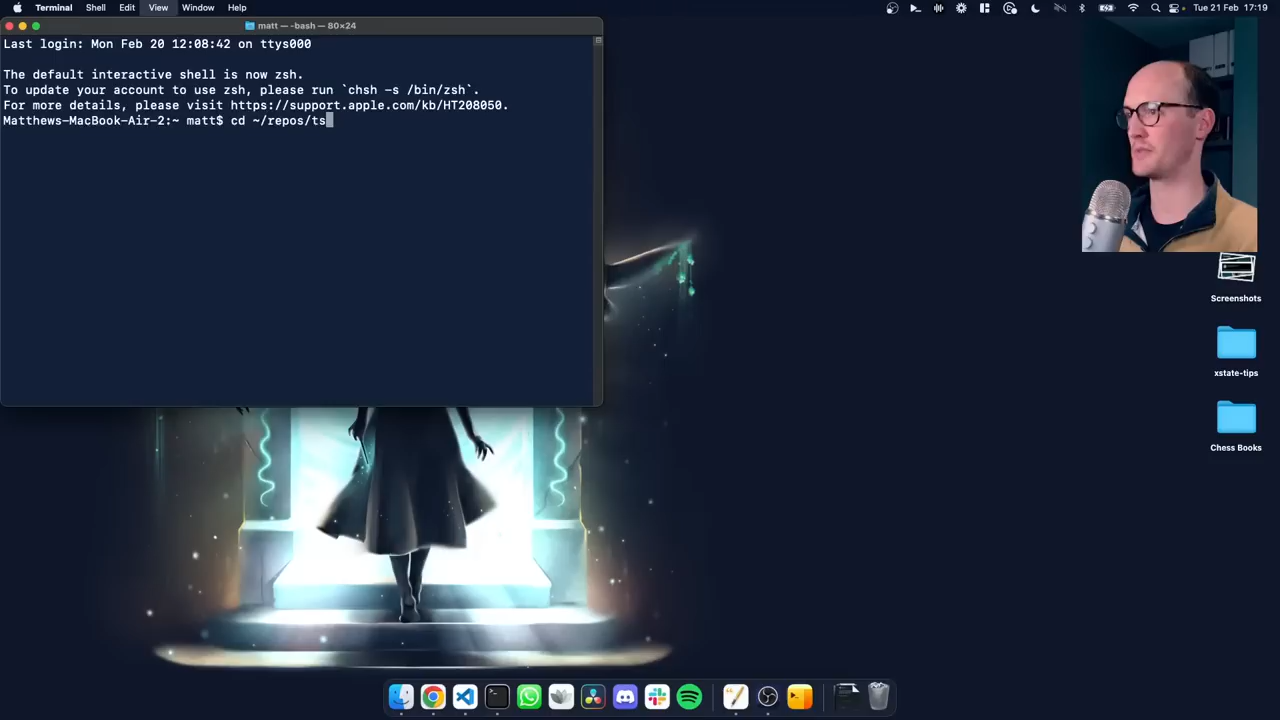 Terminal Shell Edit View Window Help
Tue 21 Feb 17:19
matt — -bash — 80×24
Last login: Mon Feb 20 12:08:42 on ttys000
The default interactive shell is now zsh.
To update your account to use zsh, please run `chsh -s /bin/zsh`.
For more details, please visit https://support.apple.com/kb/HT208050.
Matthews-MacBook-Air-2:~ matt$ cd ~/repos/ts
Screenshots
xstate-tips
Chess Books